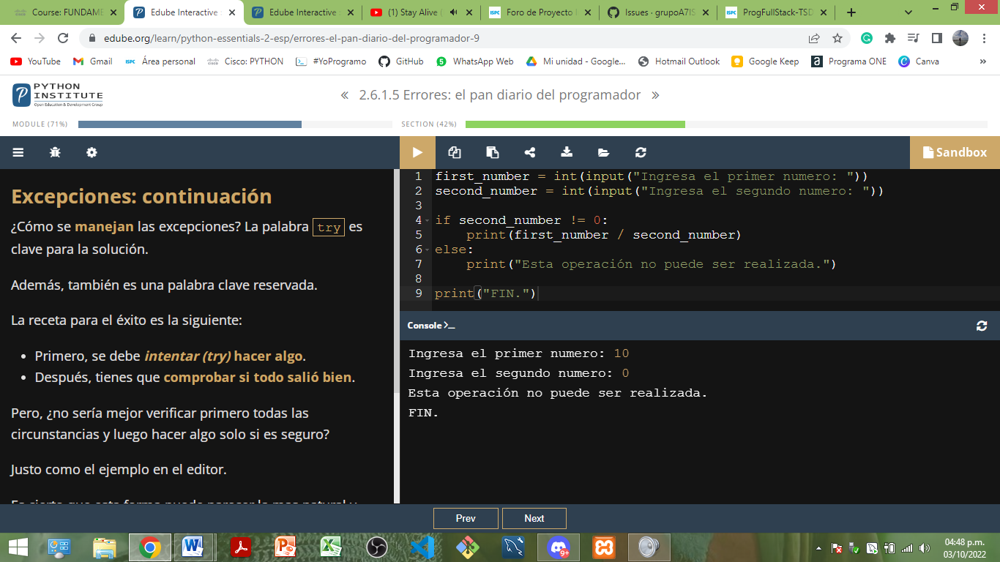 Course: FUNDAME
Edube Interactive
Edube Interactive
(1) Stay Alive (
Foro de Proyecto
Issues · grupoA7IS
ProgFullStack-TSD
edube.org/learn/python-essentials-2-esp/errores-el-pan-diario-del-programador-9
YouTube
Gmail
Área personal
Cisco: PYTHON
#YoProgramo
GitHub
WhatsApp Web
Mi unidad - Google...
Hotmail Outlook
Google Keep
Programa ONE
Canva
PYTHON
INSTITUTE
Open Education & Development Group
2.6.1.5 Errores: el pan diario del programador
MODULE (71%)
SECTION (42%)
Sandbox
Excepciones: continuación
¿Cómo se manejan las excepciones? La palabra try es
clave para la solución.
Además, también es una palabra clave reservada.
La receta para el éxito es la siguiente:
• Primero, se debe intentar (try) hacer algo.
• Después, tienes que comprobar si todo salió bien.
Pero, ¿no sería mejor verificar primero todas las
circunstancias y luego hacer algo solo si es seguro?
Justo como el ejemplo en el editor.
1 first_number = int(input("Ingresa el primer numero: "))
2 second_number = int(input("Ingresa el segundo numero: "))
3
4 if second_number != 0:
5     print(first_number / second_number)
6 else:
7     print("Esta operación no puede ser realizada.")
8
9 print("FIN.")
Console
Ingresa el primer numero: 10
Ingresa el segundo numero: 0
Esta operación no puede ser realizada.
FIN.
Prev
Next
04:48 p.m.
03/10/2022